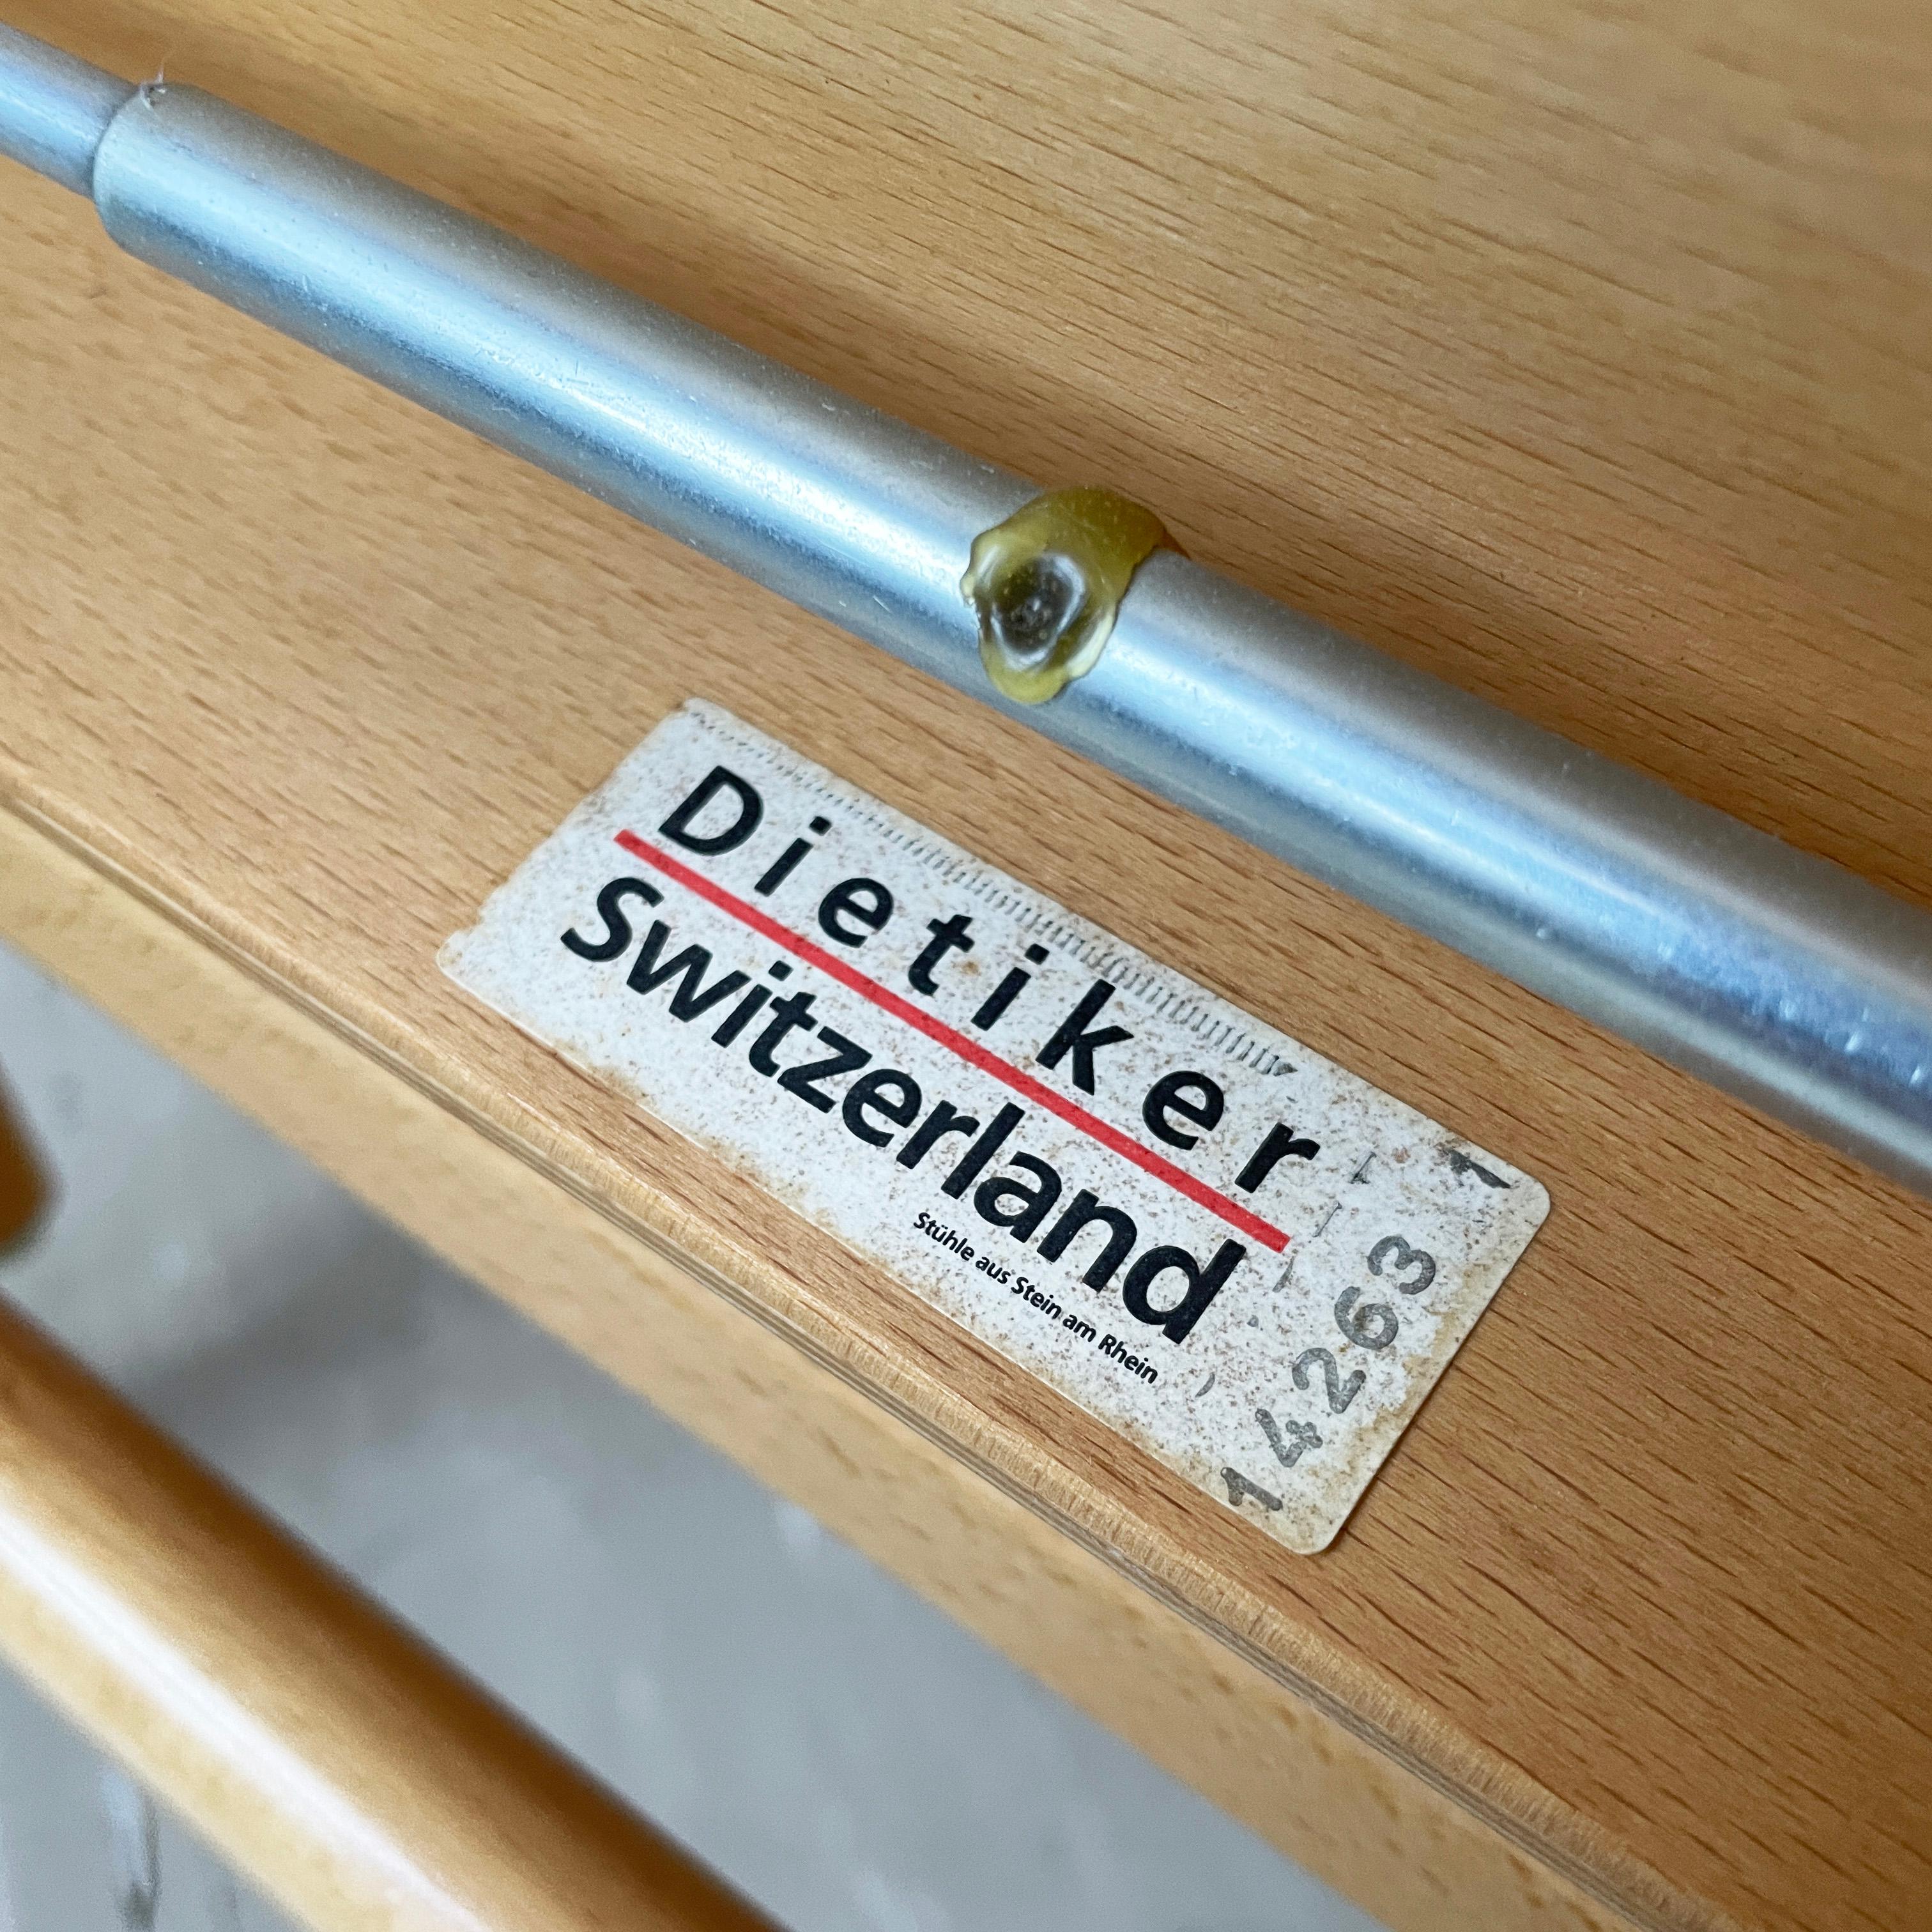 Dietiker
Switzerland
Stühle aus Stein am Rhein
14263